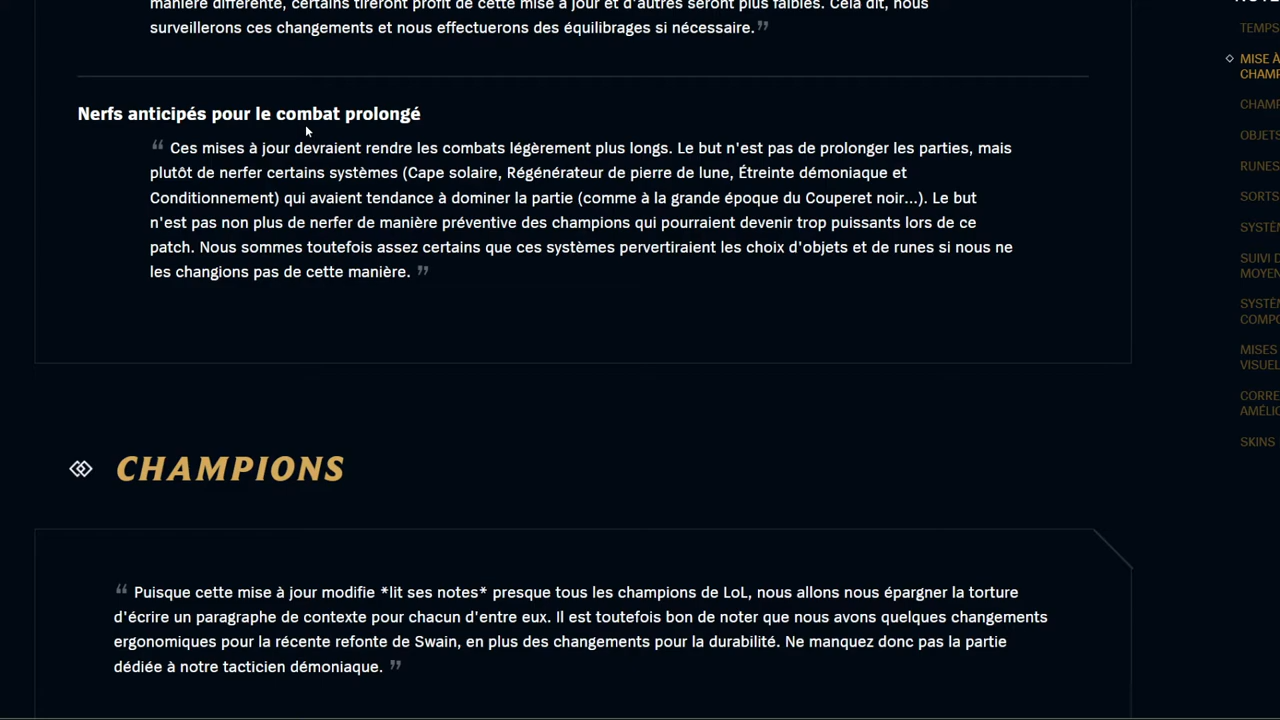 manière différente, certains tireront profit de cette mise à jour et d'autres seront plus faibles. Cela dit, nous
surveillerons ces changements et nous effectuerons des équilibrages si nécessaire.”
Nerfs anticipés pour le combat prolongé
“ Ces mises à jour devraient rendre les combats légèrement plus longs. Le but n'est pas de prolonger les parties, mais
plutôt de nerfer certains systèmes (Cape solaire, Régénérateur de pierre de lune, Étreinte démoniaque et
Conditionnement) qui avaient tendance à dominer la partie (comme à la grande époque du Couperet noir...). Le but
n'est pas non plus de nerfer de manière préventive des champions qui pourraient devenir trop puissants lors de ce
patch. Nous sommes toutefois assez certains que ces systèmes pervertiraient les choix d'objets et de runes si nous ne
les changions pas de cette manière. ”
CHAMPIONS
“ Puisque cette mise à jour modifie *lit ses notes* presque tous les champions de LoL, nous allons nous épargner la torture
d'écrire un paragraphe de contexte pour chacun d'entre eux. Il est toutefois bon de noter que nous avons quelques changements
ergonomiques pour la récente refonte de Swain, en plus des changements pour la durabilité. Ne manquez donc pas la partie
dédiée à notre tacticien démoniaque. ”
TEMPS
MISE À
CHAMP
CHAMP
OBJETS
RUNES
SORTS
SYSTÈM
SUIVI D
MOYEN
SYSTÈM
COMPO
MISES
VISUEL
CORRE
AMÉLIO
SKINS